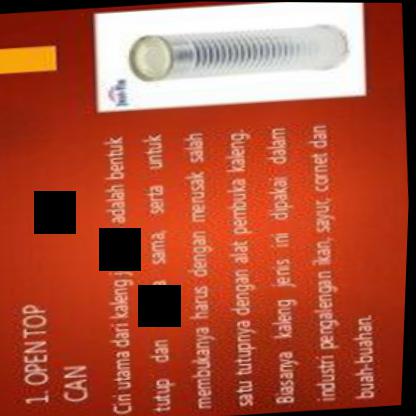 1. OPEN TOP
CAN
Ciri utama dari kaleng adalah bentuk
tutup dan sama, serta untuk
membukanya harus dengan merusak salah
satu tutupnya dengan alat pembuka kaleng.
Biasanya kaleng jenis ini dipakai dalam
industri pengalengan ikan, sayur, cornet dan
buah-buahan.